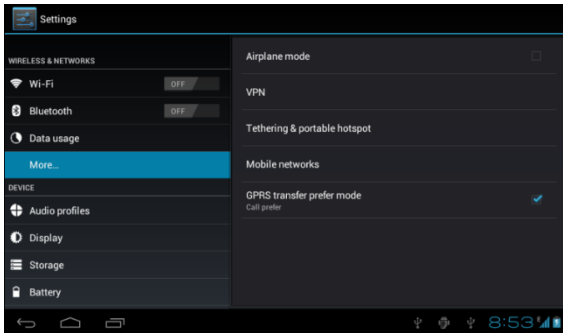 Settings
WIRELESS & NETWORKS
Wi-Fi
OFF
Bluetooth
OFF
Data usage
More...
DEVICE
Audio profiles
Display
Storage
Battery
Airplane mode
VPN
Tethering & portable hotspot
Mobile networks
GPRS transfer prefer mode
Call prefer
8:53